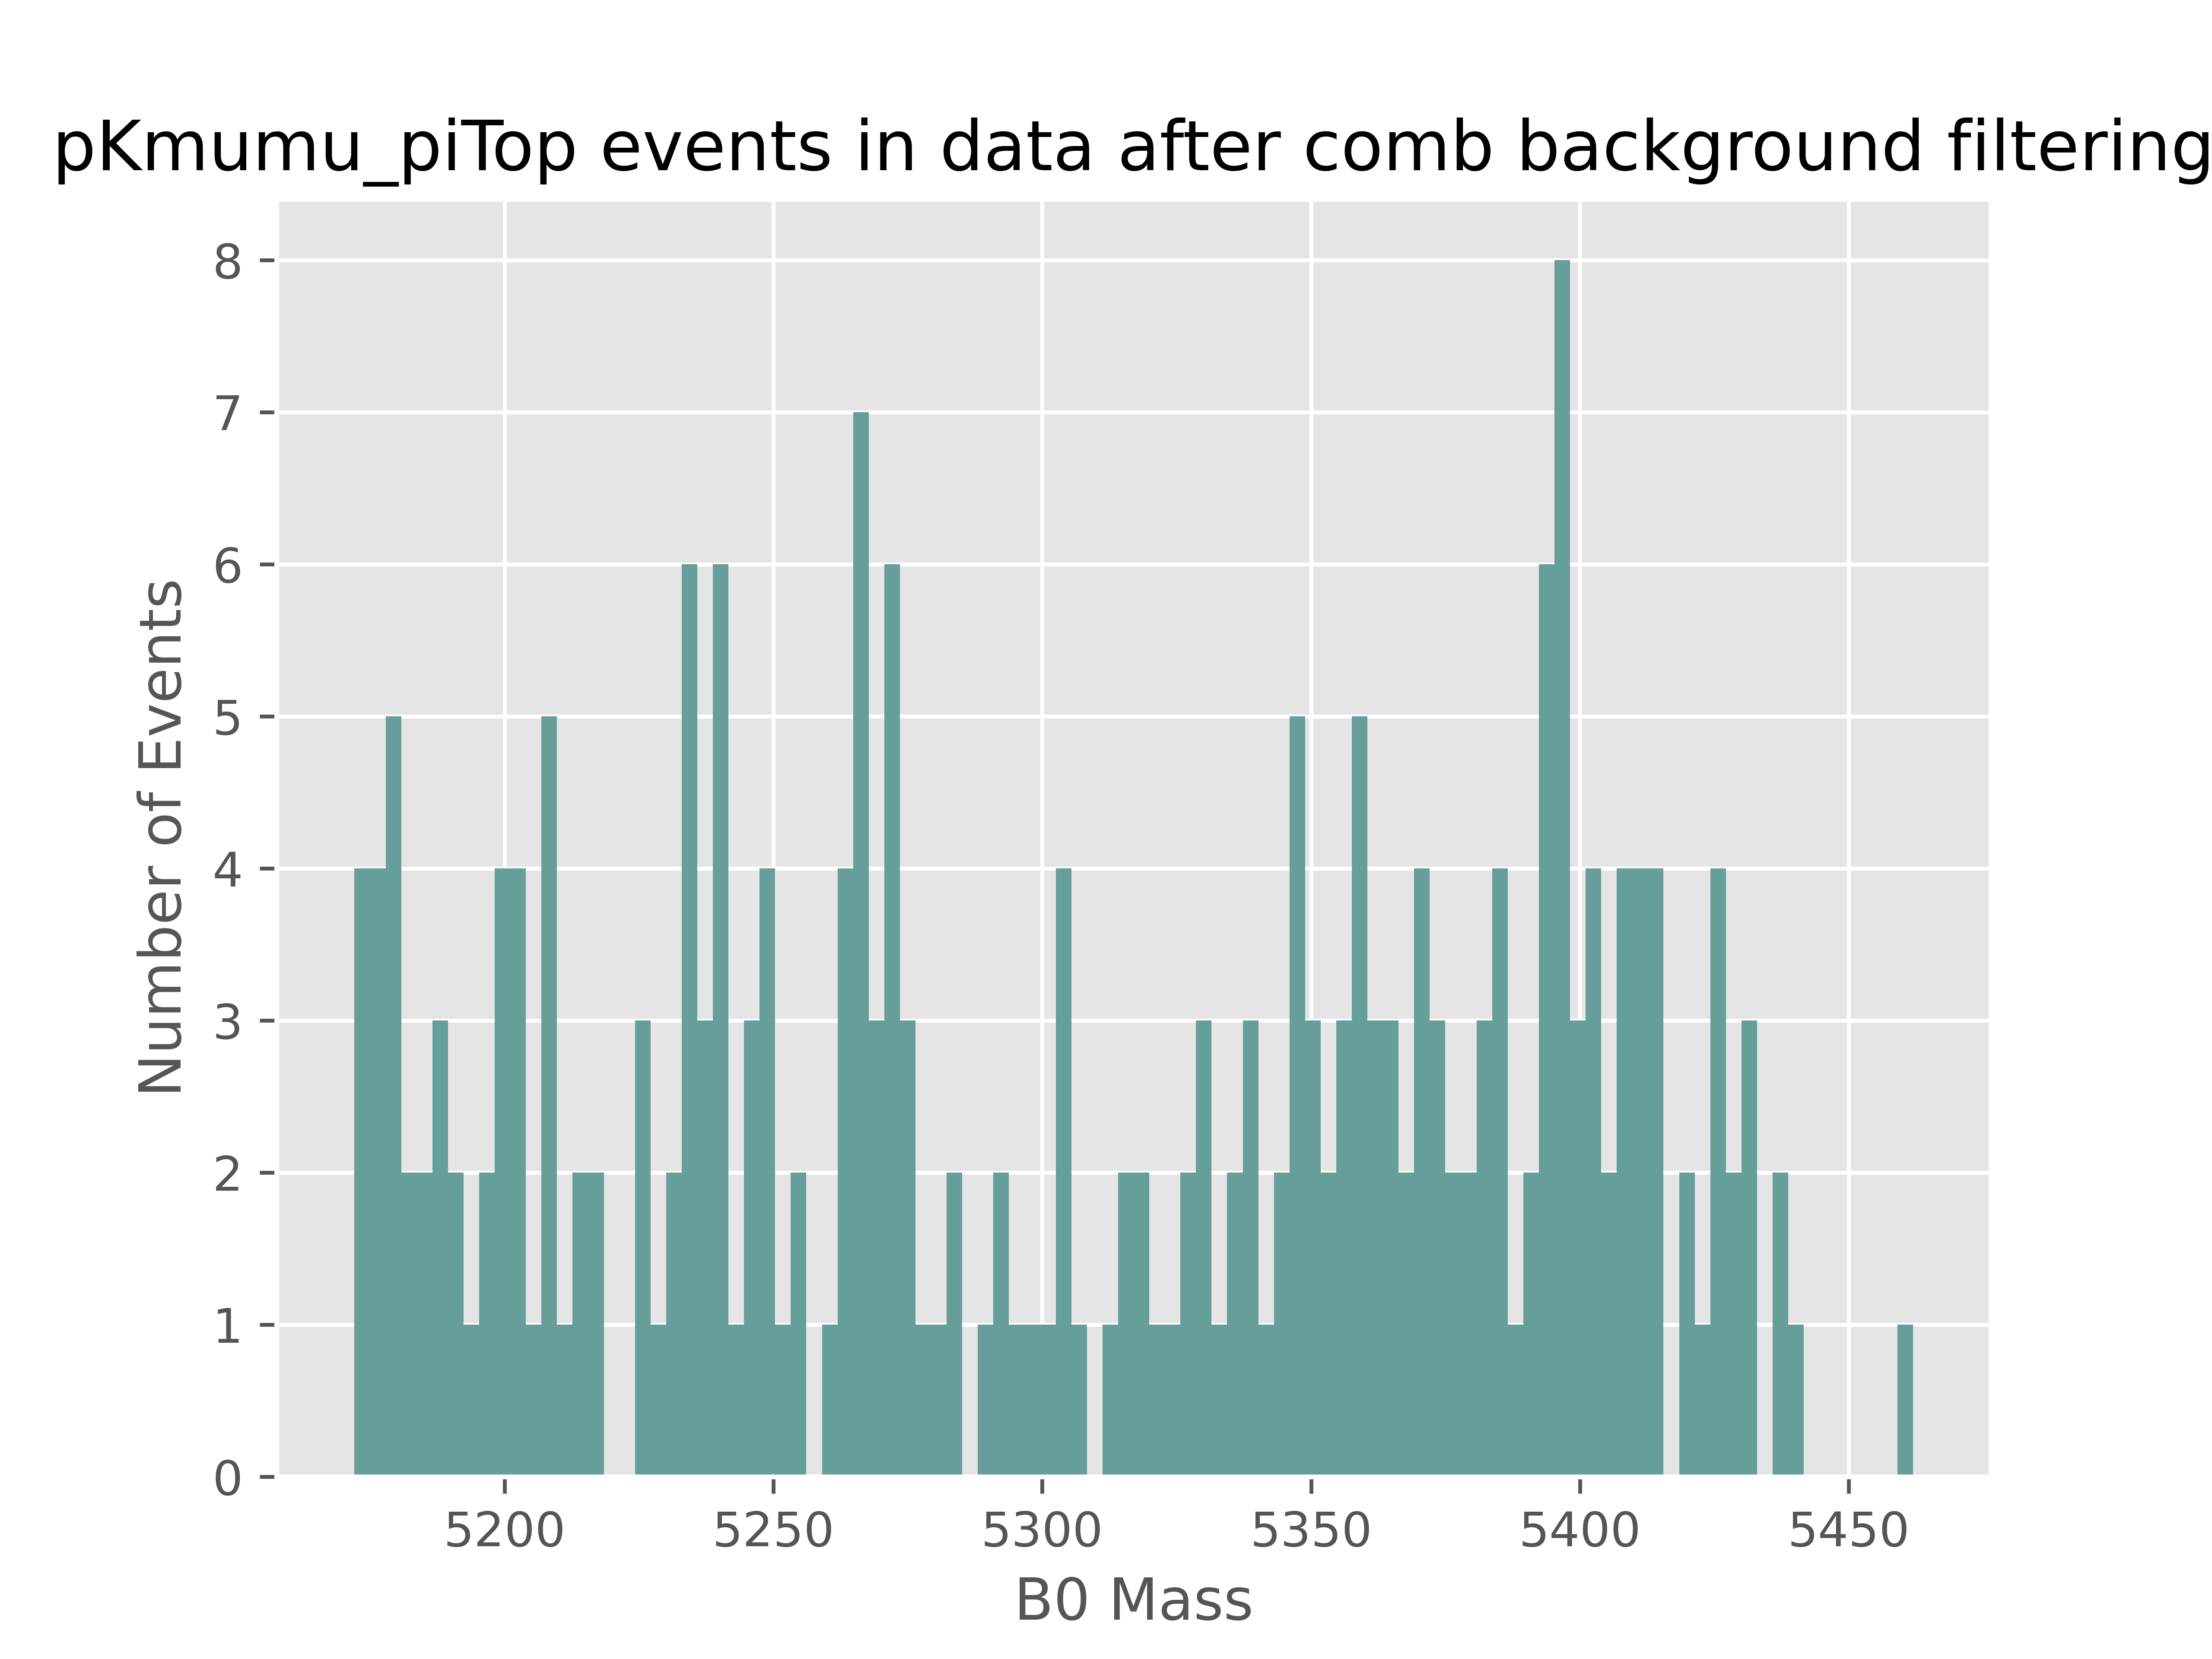 pKmumu_piTop events in data after comb background filtering
8
7
6
5
4
3
2
1
0
Number of Events
5200 5250 5300 5350 5400 5450
B0 Mass